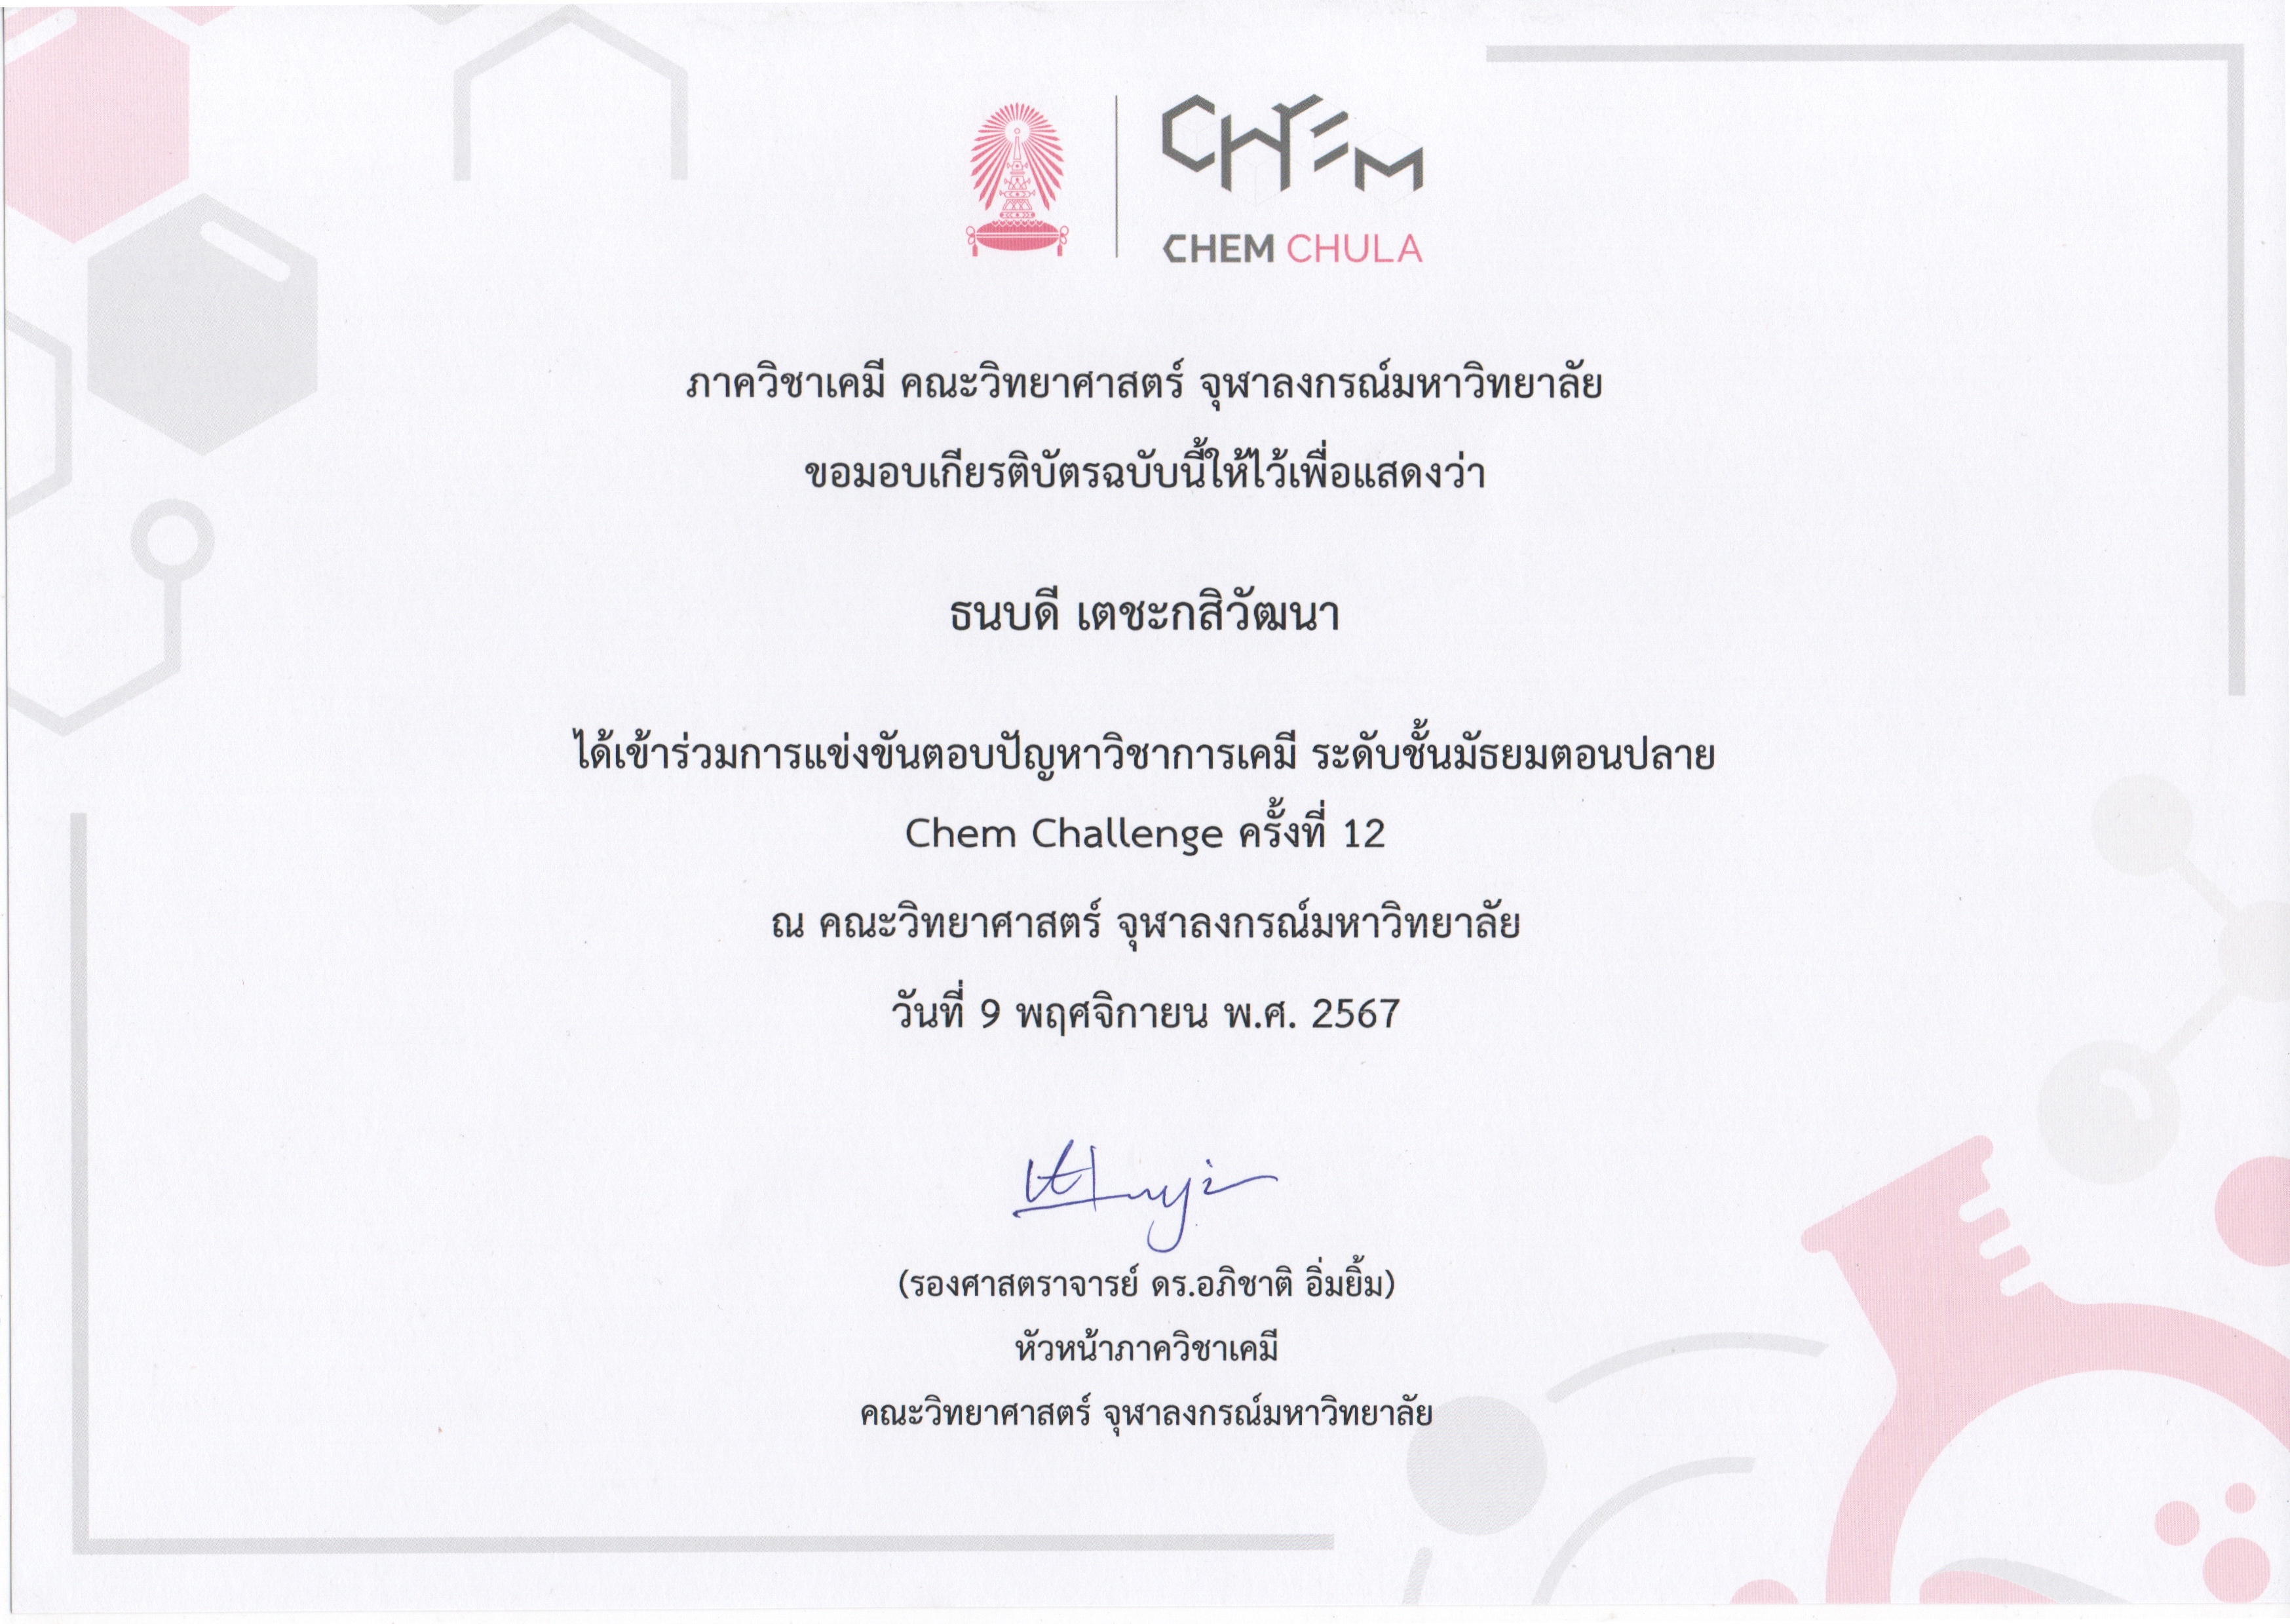 CHEM
CHEM CHULA
ภาควิชาเคมี คณะวิทยาศาสตร์ จุฬาลงกรณ์มหาวิทยาลัย
ขอมอบเกียรติบัตรฉบับนี้ให้ไว้เพื่อแสดงว่า
ธนบดี เตชะกสิวัฒนา
ได้เข้าร่วมการแข่งขันตอบปัญหาวิชาการเคมี ระดับชั้นมัธยมตอนปลาย
Chem Challenge ครั้งที่ 12
ณ คณะวิทยาศาสตร์ จุฬาลงกรณ์มหาวิทยาลัย
วันที่ 9 พฤศจิกายน พ.ศ. 2567
(รองศาสตราจารย์ ดร.อภิชาติ อิ่มยิ้ม)
หัวหน้าภาควิชาเคมี
คณะวิทยาศาสตร์ จุฬาลงกรณ์มหาวิทยาลัย